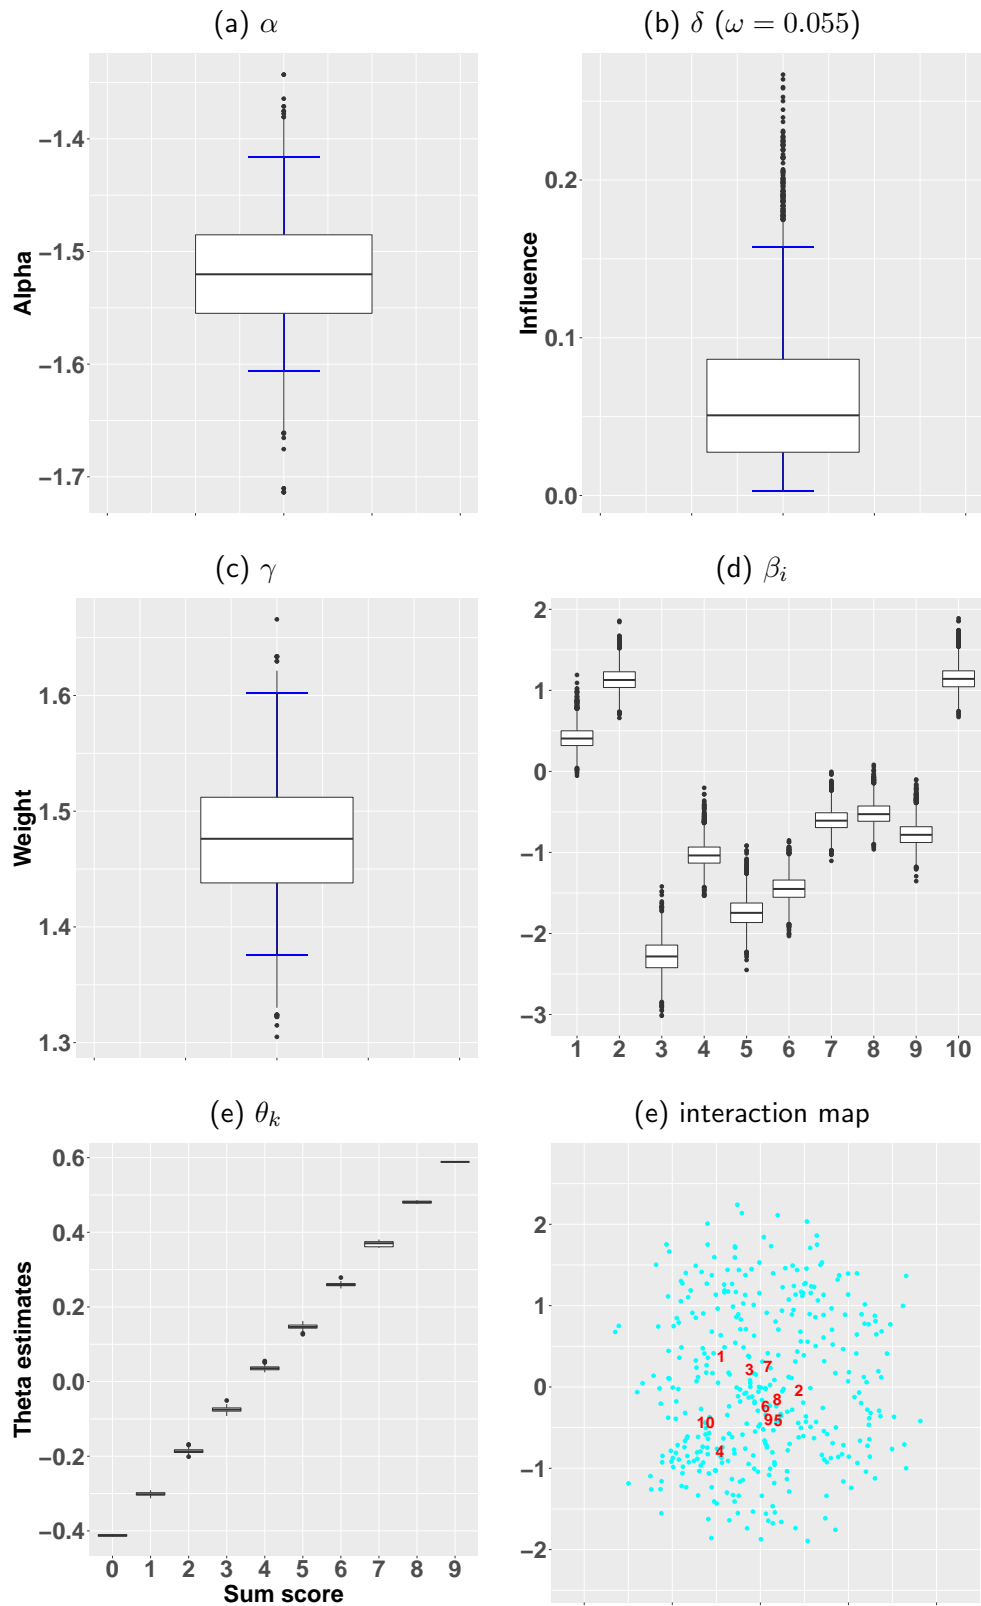 (a) α
−1.4
−1.5
−1.6
−1.7
Alpha
(b) δ (ω = 0.055)
0.2
0.1
0.0
Influence
(c) γ
1.6
1.5
1.4
1.3
Weight
(d) βᵢ
2
1
0
−1
−2
−3
1 2 3 4 5 6 7 8 9 10
(e) θₖ
0.6
0.4
0.2
0.0
−0.2
−0.4
Theta estimates
0 1 2 3 4 5 6 7 8 9
Sum score
(e) interaction map
2
1
0
−1
−2
1
3 7
2
8
6
10 95
4